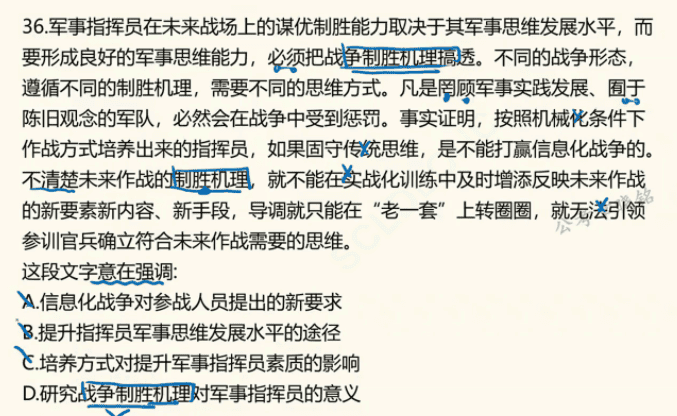 36.军事指挥员在未来战场上的谋优制胜能力取决于其军事思维发展水平，而
要形成良好的军事思维能力，必须把战争制胜机理搞透。不同的战争形态，
遵循不同的制胜机理，需要不同的思维方式。凡是罔顾军事实践发展、囿于
陈旧观念的军队，必然会在战争中受到惩罚。事实证明，按照机械化条件下
作战方式培养出来的指挥员，如果固守传统思维，是不能打赢信息化战争的。
不清楚未来作战的制胜机理，就不能在实战化训练中及时增添反映未来作战
的新要素新内容、新手段，导调就只能在“老一套”上转圈圈，就无法引领
参训官兵确立符合未来作战需要的思维。
这段文字意在强调:
A.信息化战争对参战人员提出的新要求
B.提升指挥员军事思维发展水平的途径
C.培养方式对提升军事指挥员素质的影响
D.研究战争制胜机理对军事指挥员的意义